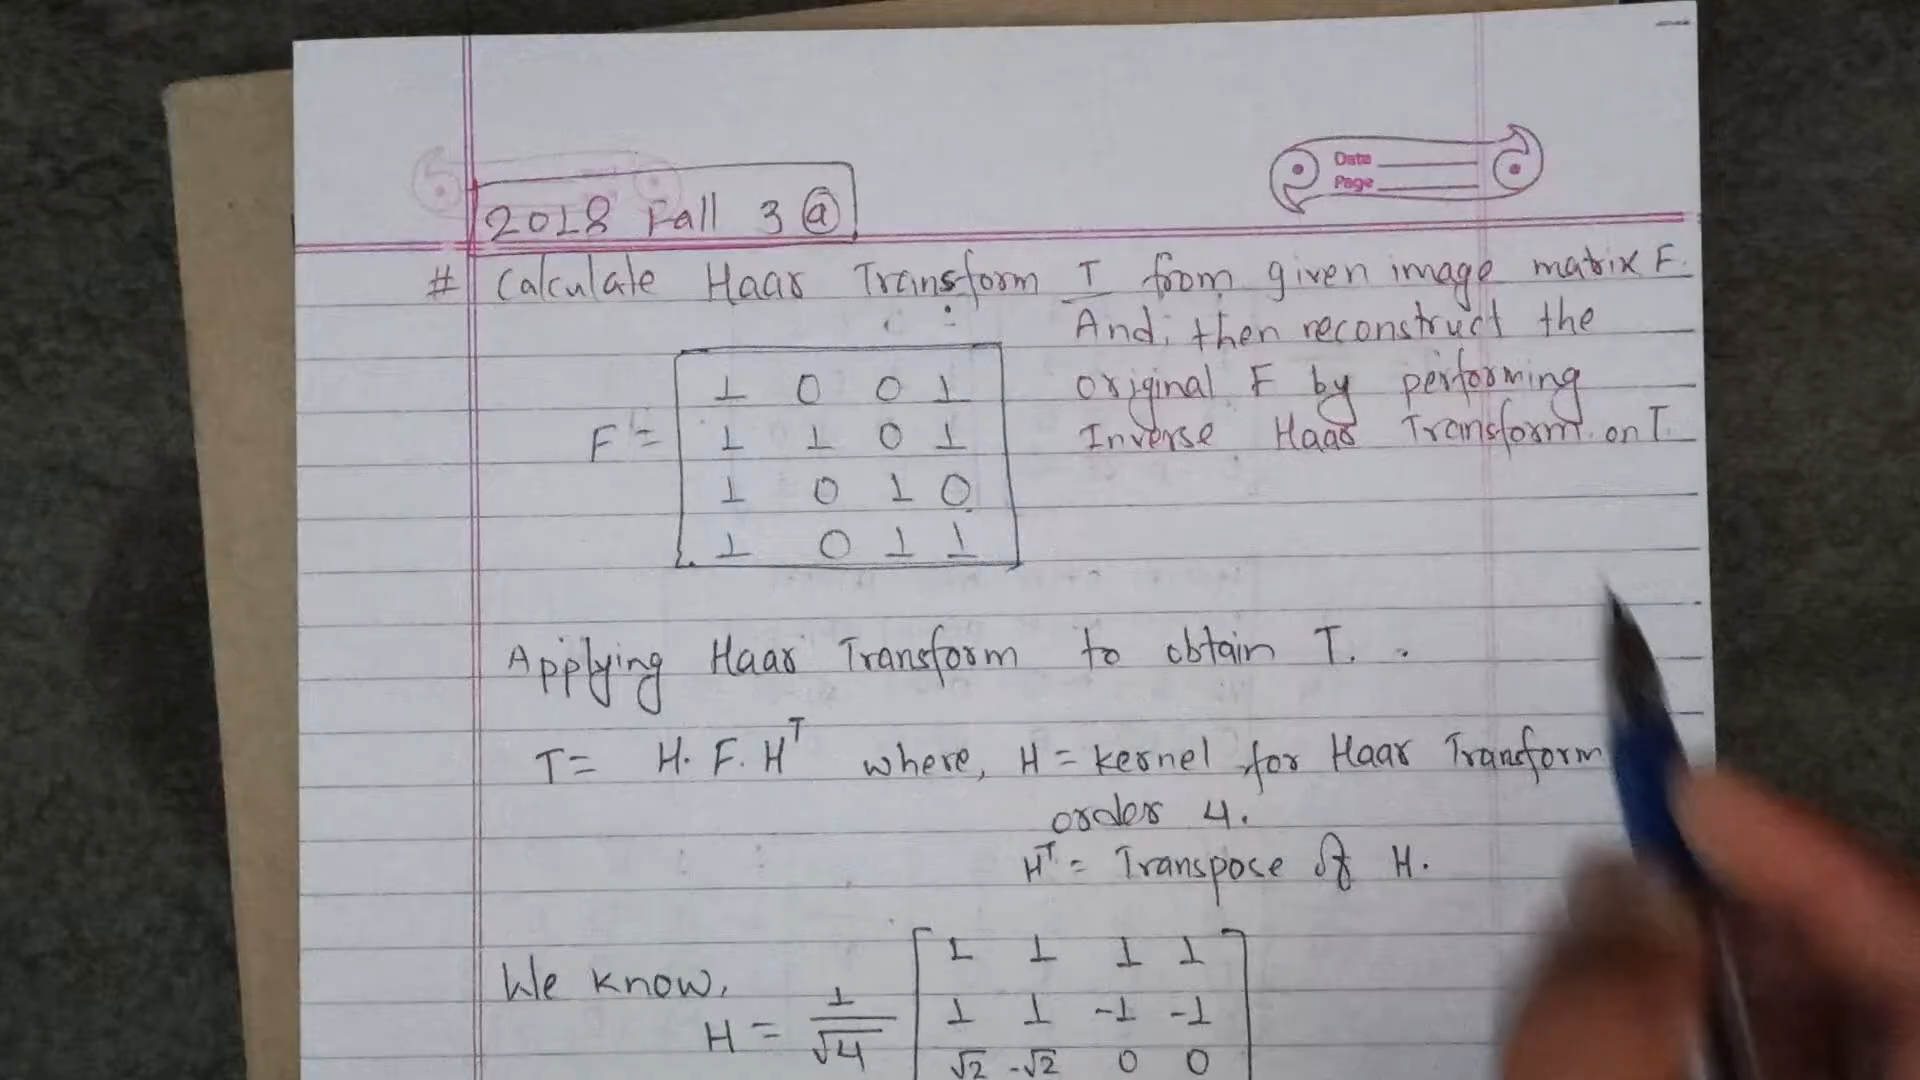 Date
Page
2018 Fall 3 (a)
# Calculate Haar Transform T from given image matrix F.
And, then reconstruct the
original F by performing
Inverse Haar Transform on T.
F =
1 0 0 1
1 1 0 1
1 0 1 0
1 0 1 1
Applying Haar Transform to obtain T.
T = H. F. Hᵀ where, H = kernel for Haar Transform
order 4.
Hᵀ = Transpose of H.
We know,
H = 1/√4
1 1 1 1
1 1 -1 -1
√2 -√2 0 0